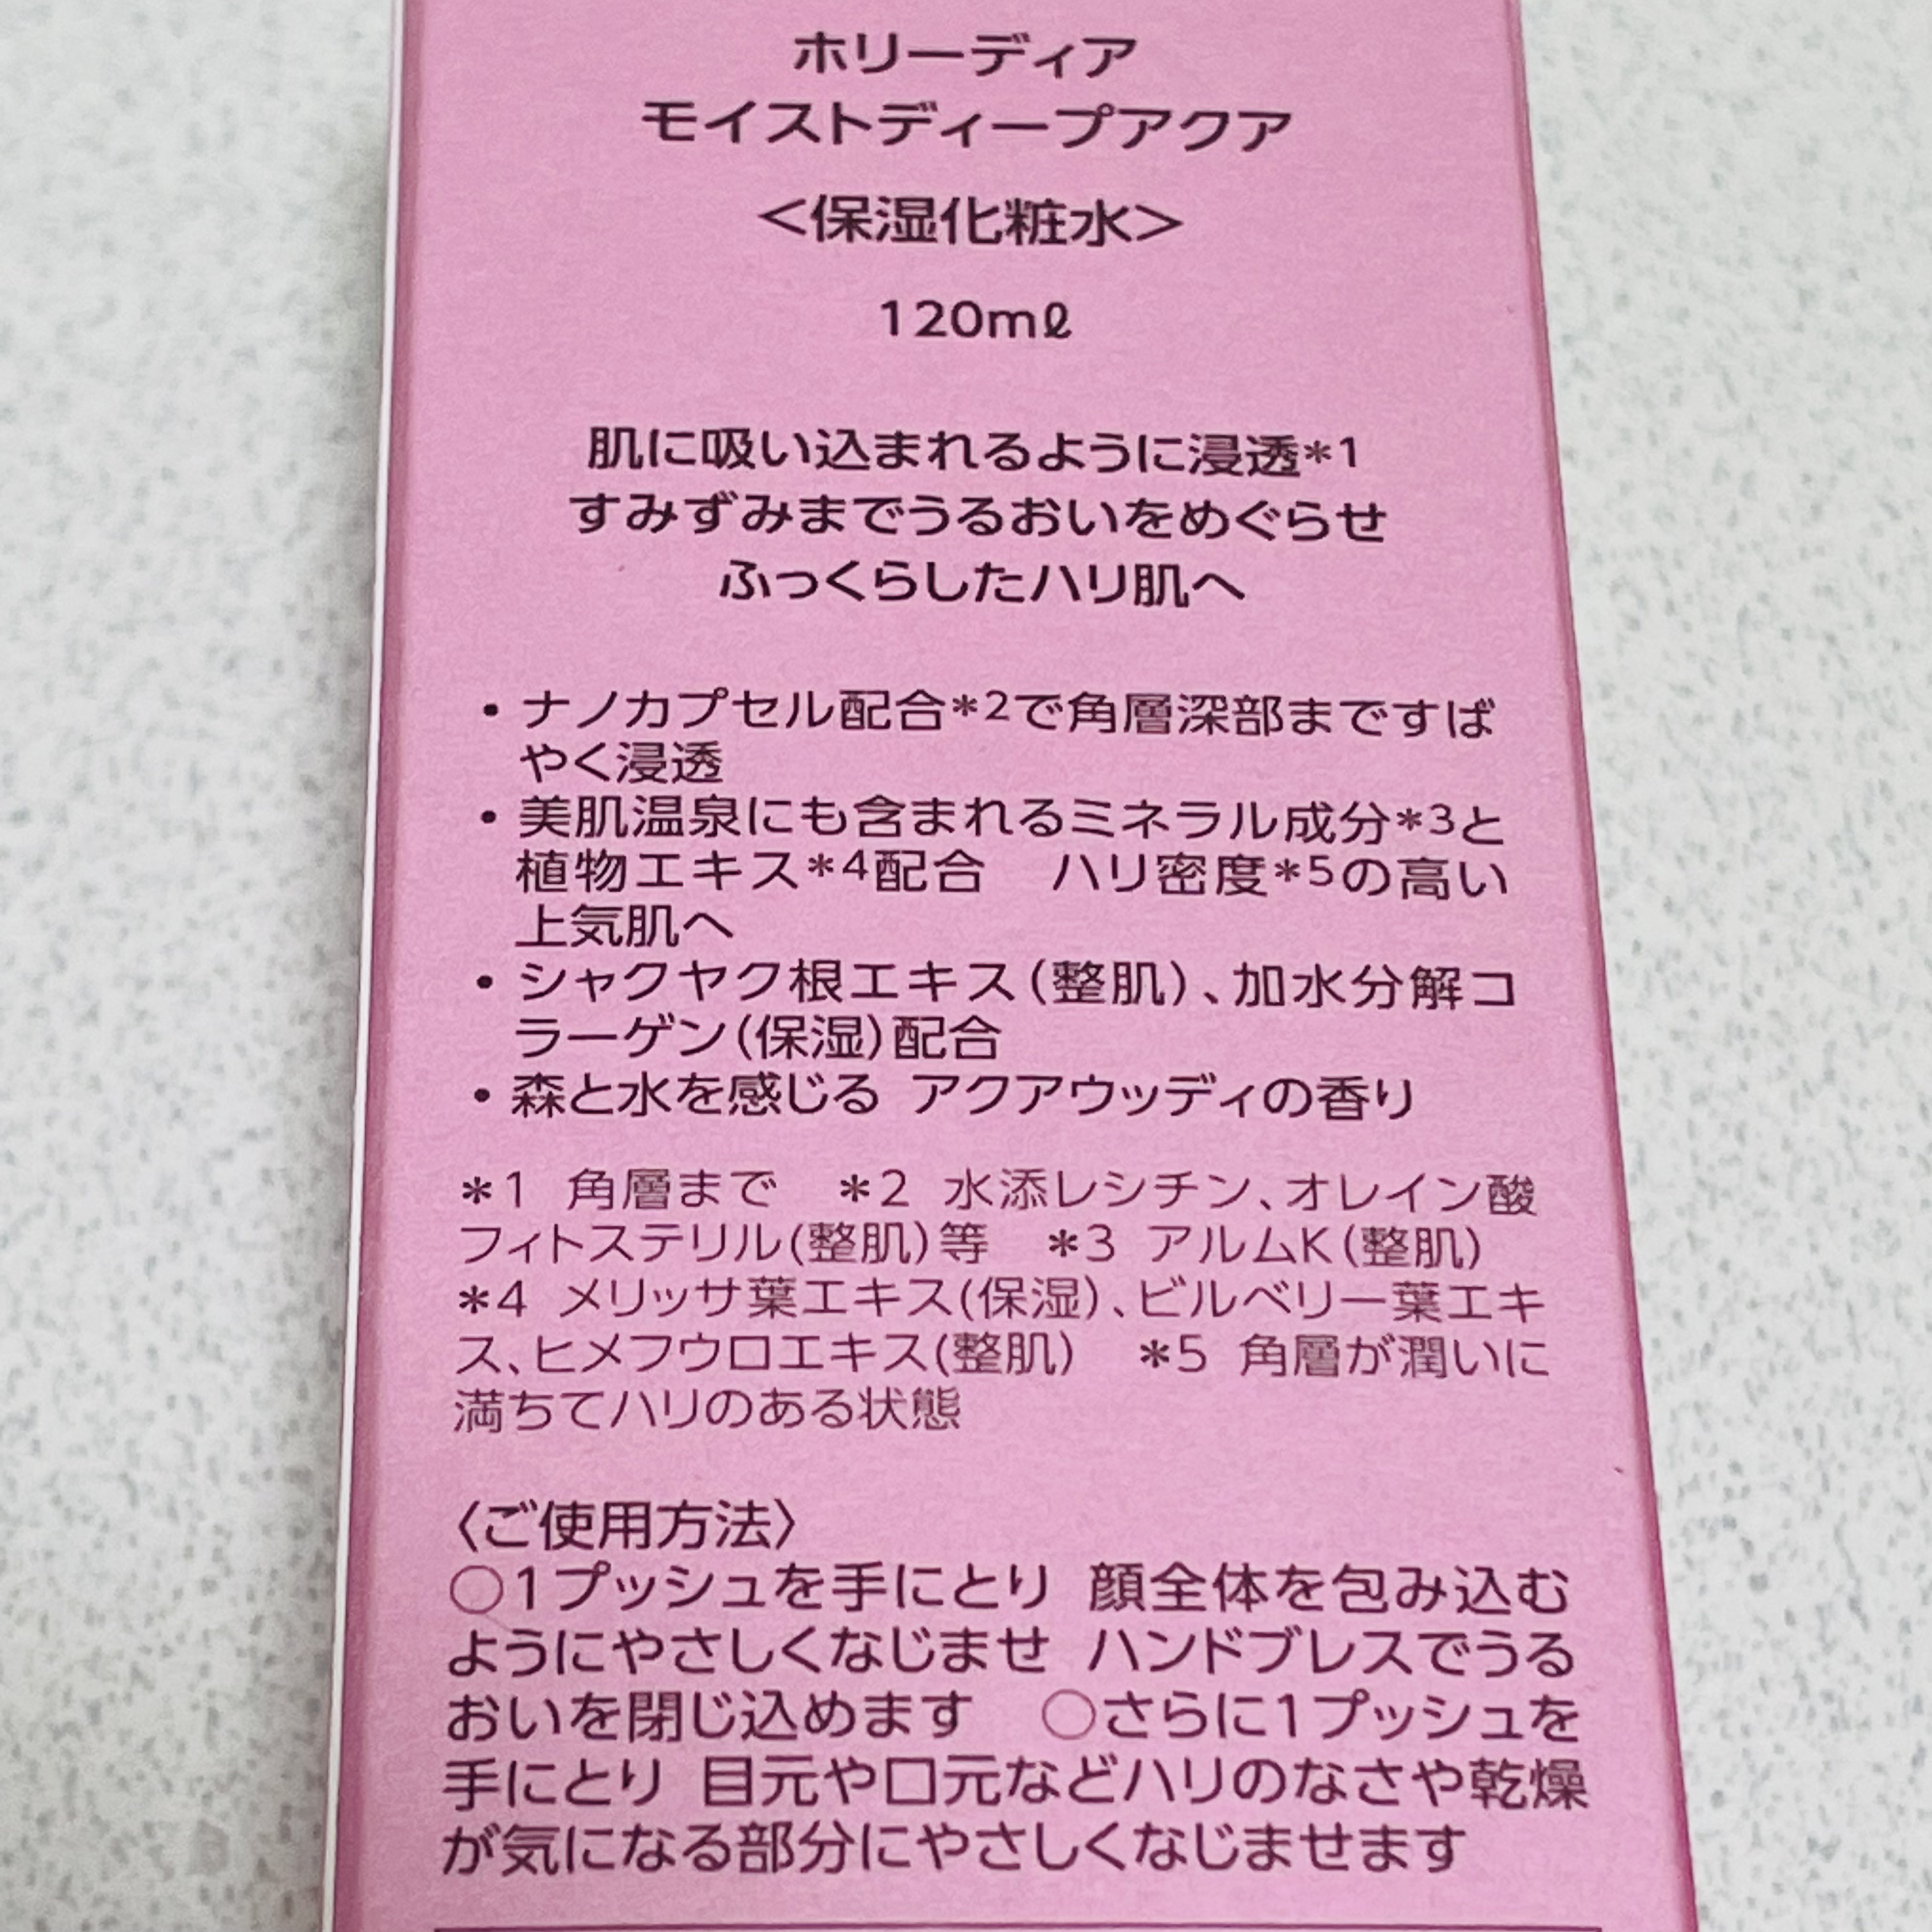 ホリーディア
モイストディープアクア
＜保湿化粧水＞
120mℓ
肌に吸い込まれるように浸透*1
すみずみまでうるおいをめぐらせ
ふっくらしたハリ肌へ
・ナノカプセル配合*2で角層深部まですば
やく浸透
・美肌温泉にも含まれるミネラル成分*3と
植物エキス*4配合　ハリ密度*5の高い
上気肌へ
・シャクヤク根エキス(整肌)、加水分解コ
ラーゲン(保湿)配合
・森と水を感じる アクアウッディの香り
*1 角層まで　*2 水添レシチン、オレイン酸
フィトステリル(整肌)等　*3 アルムK(整肌)
*4 メリッサ葉エキス(保湿)、ビルベリー葉エキ
ス、ヒメフウロエキス(整肌)　*5 角層が潤いに
満ちてハリのある状態
〈ご使用方法〉
○1プッシュを手にとり 顔全体を包み込む
ようにやさしくなじませ ハンドプレスでうる
おいを閉じ込めます　○さらに1プッシュを
手にとり 目元や口元などハリのなさや乾燥
が気になる部分にやさしくなじませます